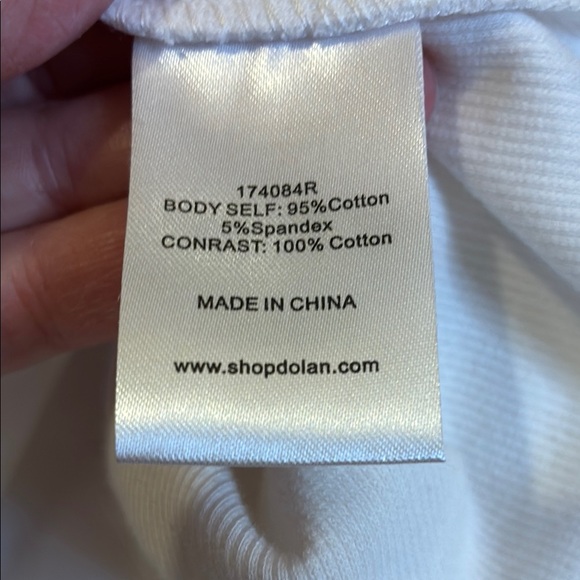 174084R
BODY SELF: 95%Cotton
5%Spandex
CONRAST: 100% Cotton
MADE IN CHINA
www.shopdolan.com